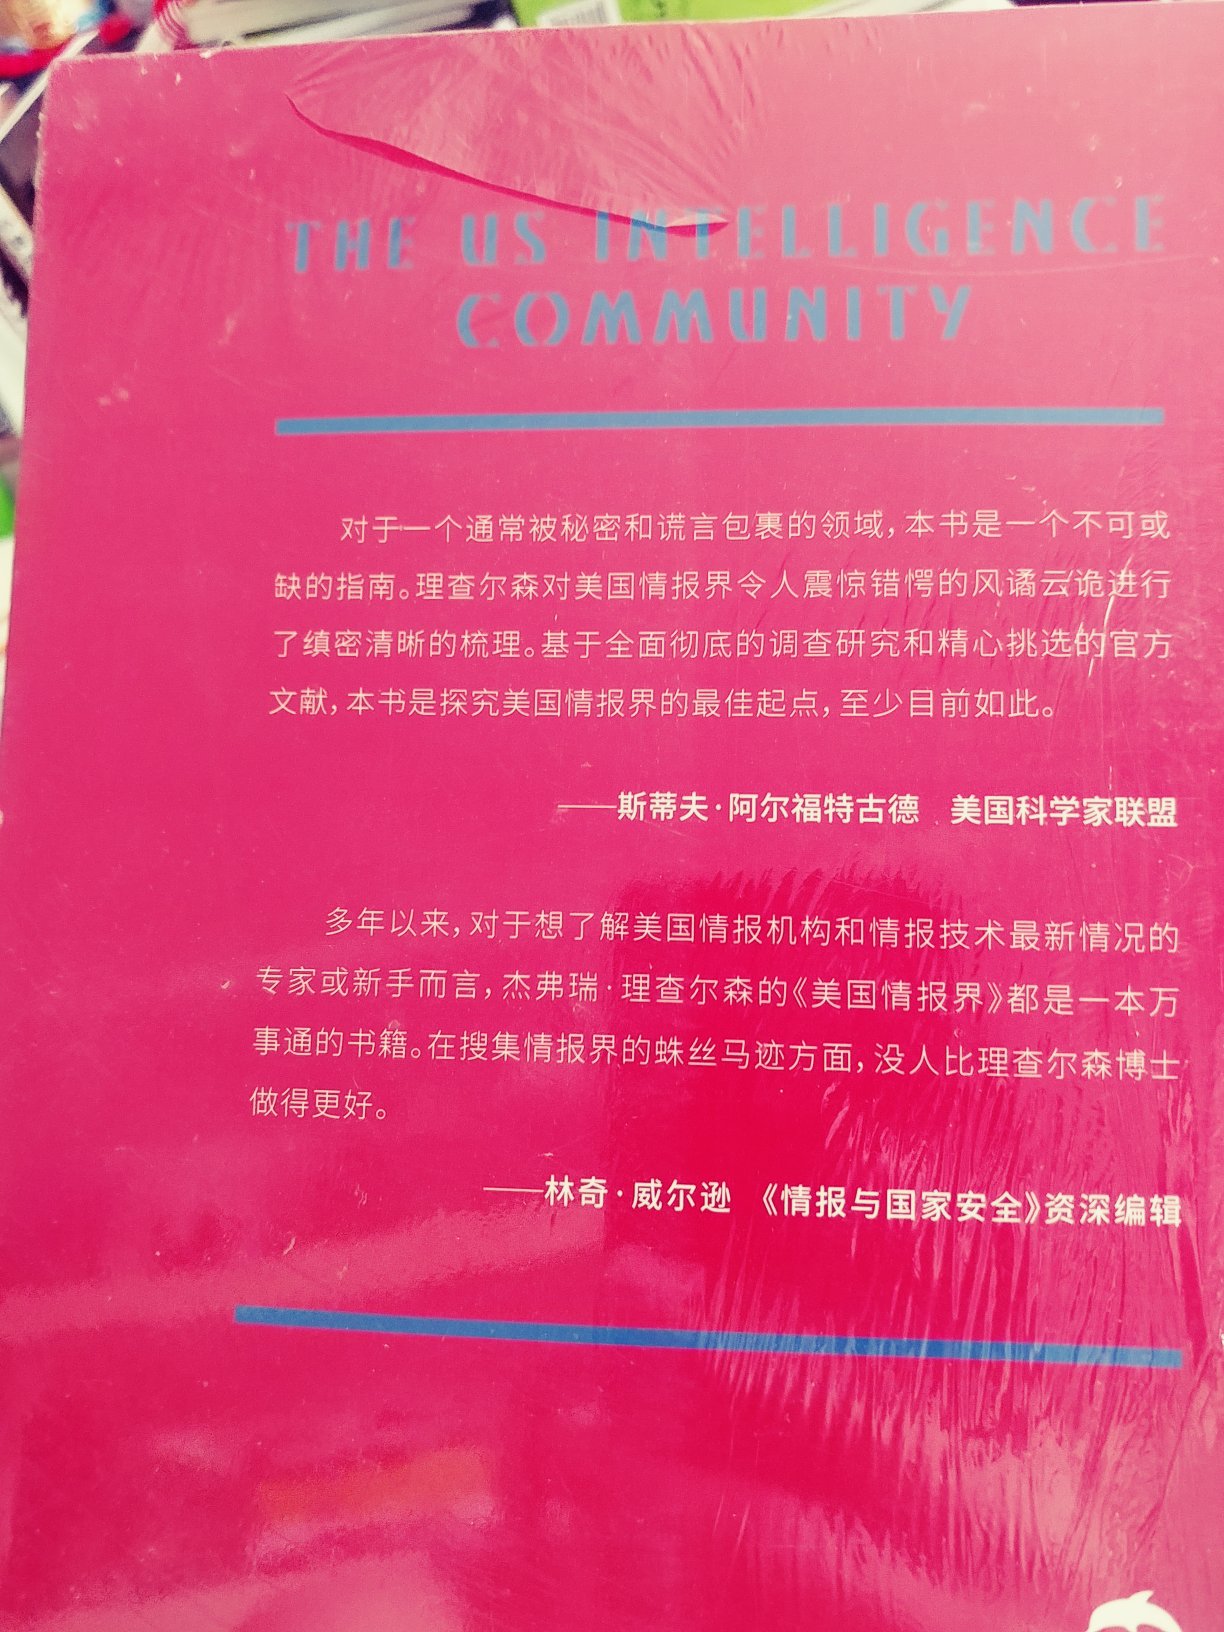 THE US INTELLIGENCE
COMMUNITY
对于一个通常被秘密和谎言包裹的领域，本书是一个不可或
缺的指南。理查尔森对美国情报界令人震惊错愕的风谲云诡进行
了缜密清晰的梳理。基于全面彻底的调查研究和精心挑选的官方
文献，本书是探究美国情报界的最佳起点，至少目前如此。
——斯蒂夫·阿尔福特古德 美国科学家联盟
多年以来，对于想了解美国情报机构和情报技术最新情况的
专家或新手而言，杰弗瑞·理查尔森的《美国情报界》都是一本万
事通的书籍。在搜集情报界的蛛丝马迹方面，没人比理查尔森博士
做得更好。
——林奇·威尔逊 《情报与国家安全》资深编辑